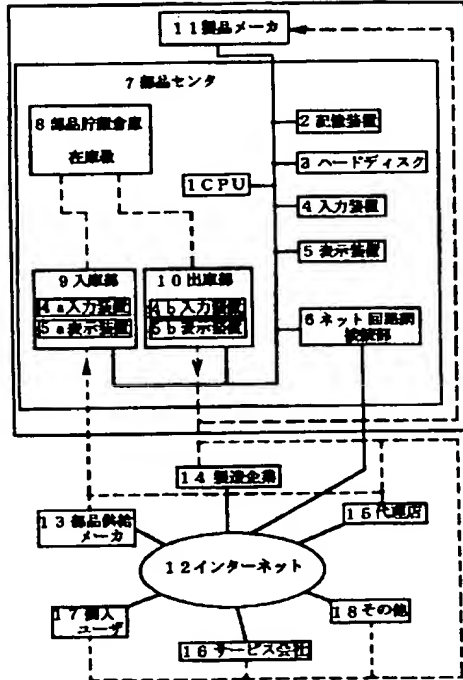 11製品メーカ
7部品センタ
8部品貯蔵倉庫
在庫数
2記憶装置
3ハードディスク
1CPU
4入力装置
5表示装置
9入庫部
4a入力装置
5a表示装置
10出庫部
4b入力装置
5b表示装置
6ネット回路網
接続部
14製造企業
13部品供給
メーカ
15代理店
12インターネット
17個人
ユーザ
18その他
16サービス会社